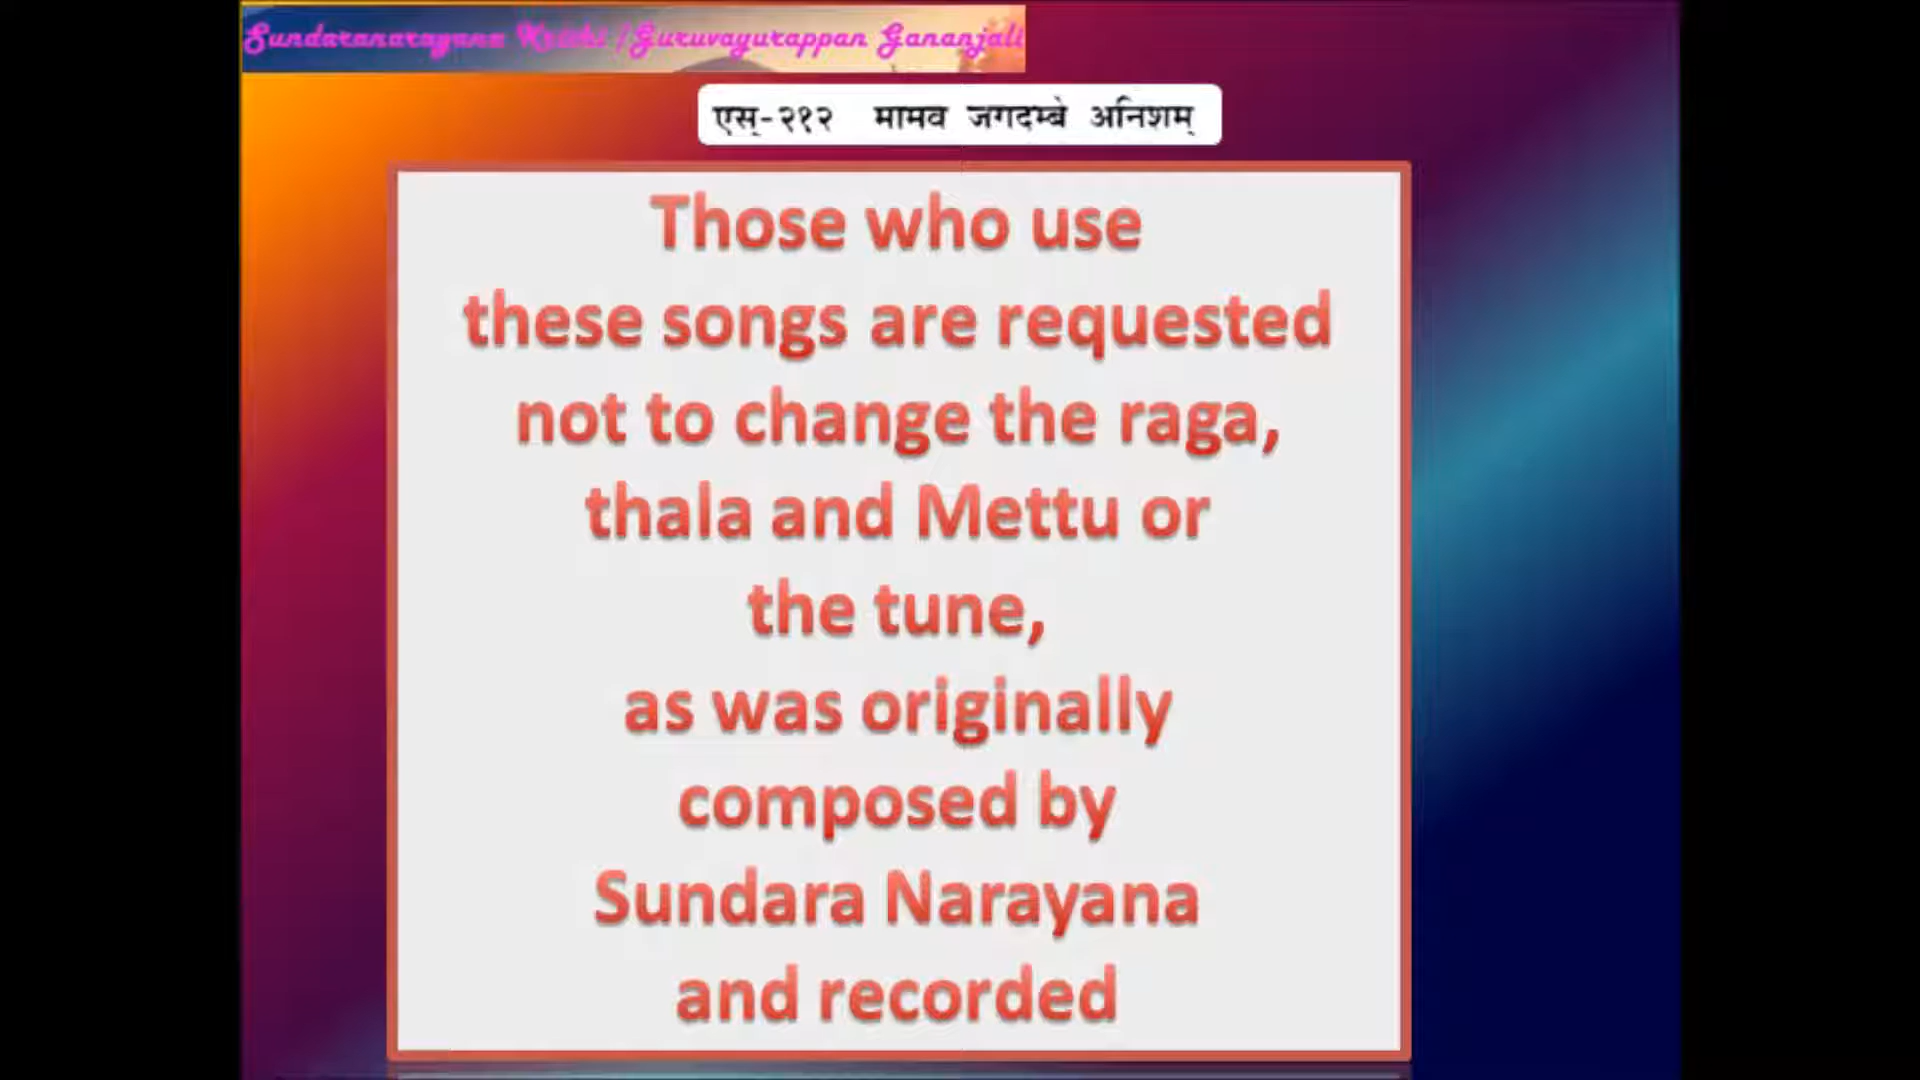 Sundaranarayana Krithi /Guruvayurappan Gananjali
एस्-२१२ मामव जगदम्बे अनिशम्
Those who use
these songs are requested
not to change the raga,
thala and Mettu or
the tune,
as was originally
composed by
Sundara Narayana
and recorded